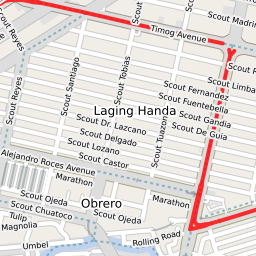 Scout Madrin
Timog Avenue
Scout Reyes
Scout R
Scout Santiago
Scout Tobias
Scout Limba
Scout Reyes
Scout Fernandez
Scout Fuentebella
Laging Handa
Scout Gandia
Scout Dr. Lazcano
Scout De Guia
Scout Delgado
Scout Tuazon
Scout Lozano
Alejandro Roces Avenue
Scout Castor
Marathon
Scout Ojeda
Obrero
Marathon
Scout Chuatoco
Scout Ojeda
Tulip
Magnolia
Rolling Road
Umbel